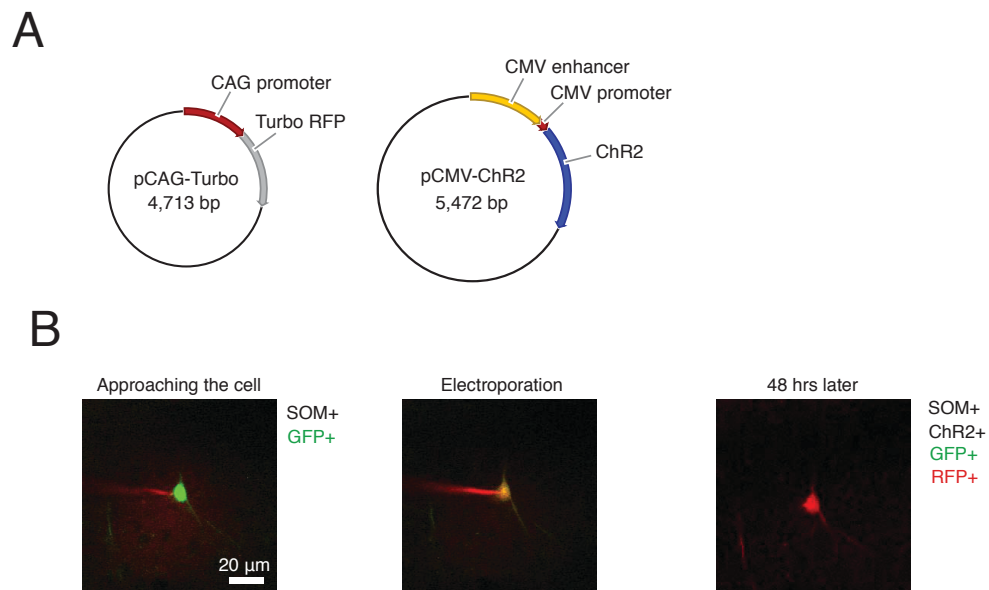 A
CAG promoter
Turbo RFP
pCAG-Turbo
4,713 bp
CMV enhancer
CMV promoter
ChR2
pCMV-ChR2
5,472 bp
B
Approaching the cell
SOM+
GFP+
20 μm
Electroporation
48 hrs later
SOM+
ChR2+
GFP+
RFP+